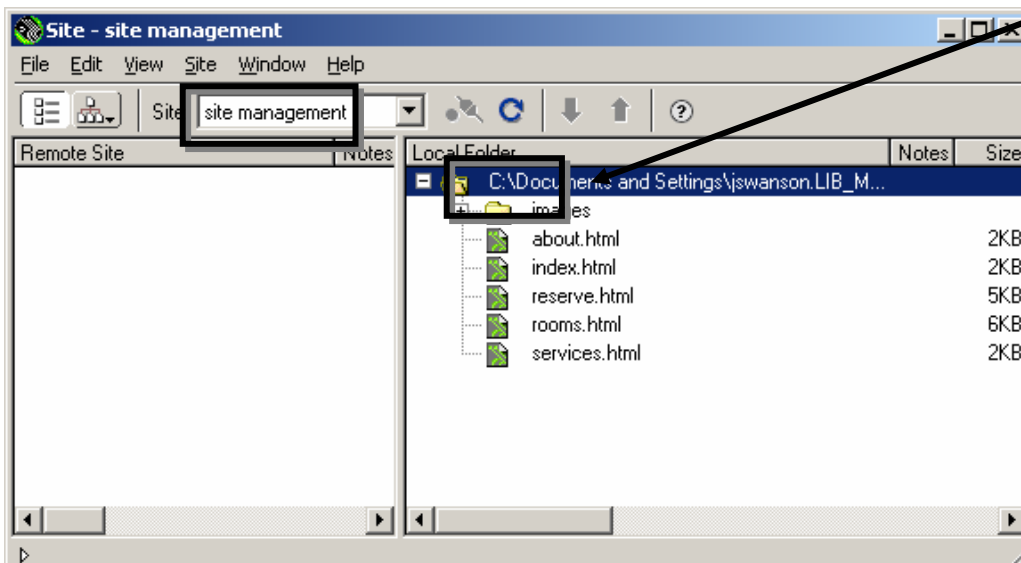 Site - site management
File Edit View Site Window Help
Site site management
Remote Site Notes Local Folder Notes Size
C:\Documents and Settings\jswanson.LIB_M...
images
about.html 2KB
index.html 2KB
reserve.html 5KB
rooms.html 6KB
services.html 2KB